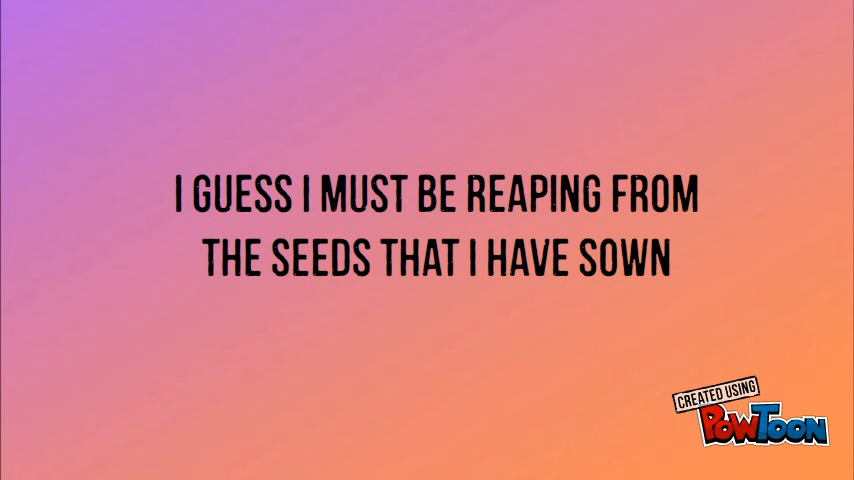 I GUESS I MUST BE REAPING FROM
THE SEEDS THAT I HAVE SOWN
CREATED USING
POWTOON